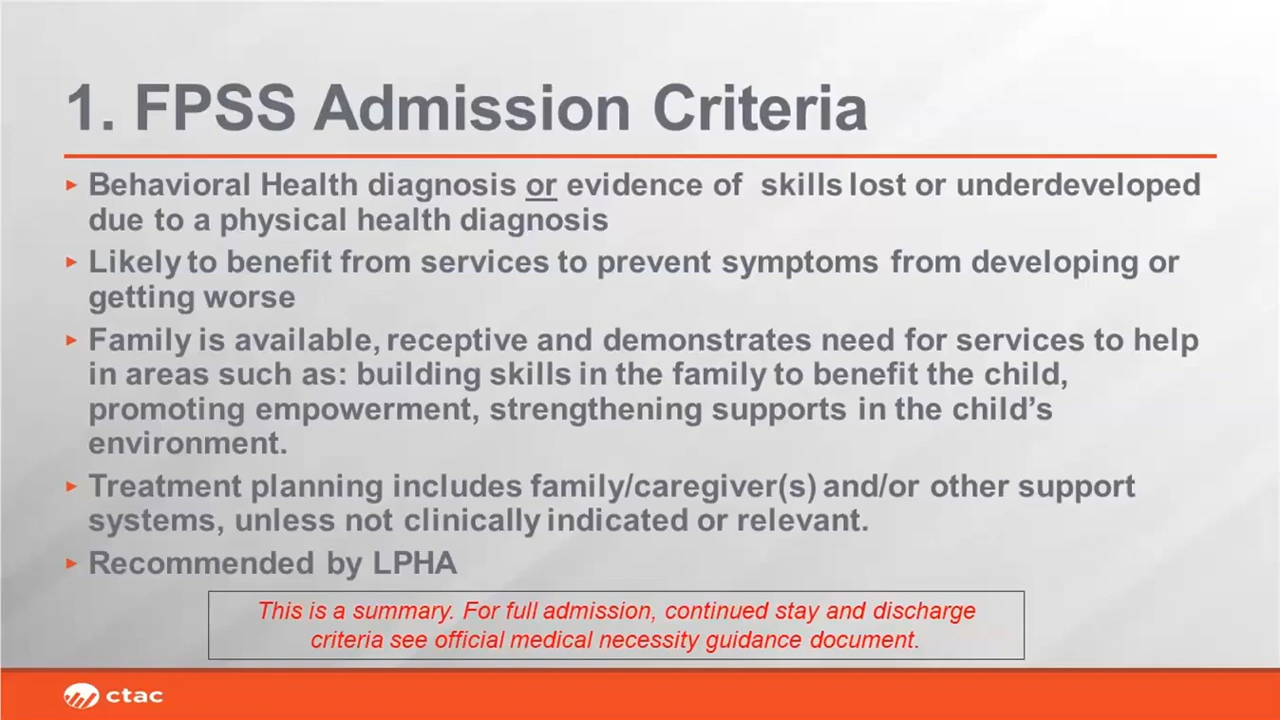 1. FPSS Admission Criteria
▸ Behavioral Health diagnosis or evidence of skills lost or underdeveloped
due to a physical health diagnosis
▸ Likely to benefit from services to prevent symptoms from developing or
getting worse
▸ Family is available, receptive and demonstrates need for services to help
in areas such as: building skills in the family to benefit the child,
promoting empowerment, strengthening supports in the child’s
environment.
▸ Treatment planning includes family/caregiver(s) and/or other support
systems, unless not clinically indicated or relevant.
▸ Recommended by LPHA
This is a summary. For full admission, continued stay and discharge
criteria see official medical necessity guidance document.
ctac